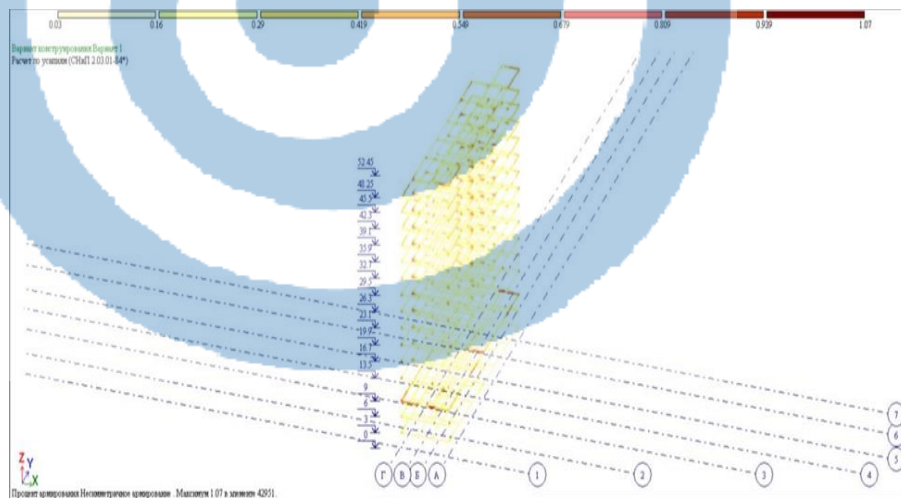 0.03 0.16 0.29 0.419 0.549 0.679 0.809 0.939 1.07
Вариант конструирования:Вариант 1
Расчет по усилиям (СНиП 2.03.01-84*)
52.45
48.25
45.5
42.3
39.1
35.9
32.7
29.5
26.3
23.1
19.9
16.7
13.5
9
6
3
0
7
6
5
Г В Б А 1 2 3 4
Z
Y
X
Процент армирования Несимметричное армирование . Максимум 1.07 в элементе 42951.